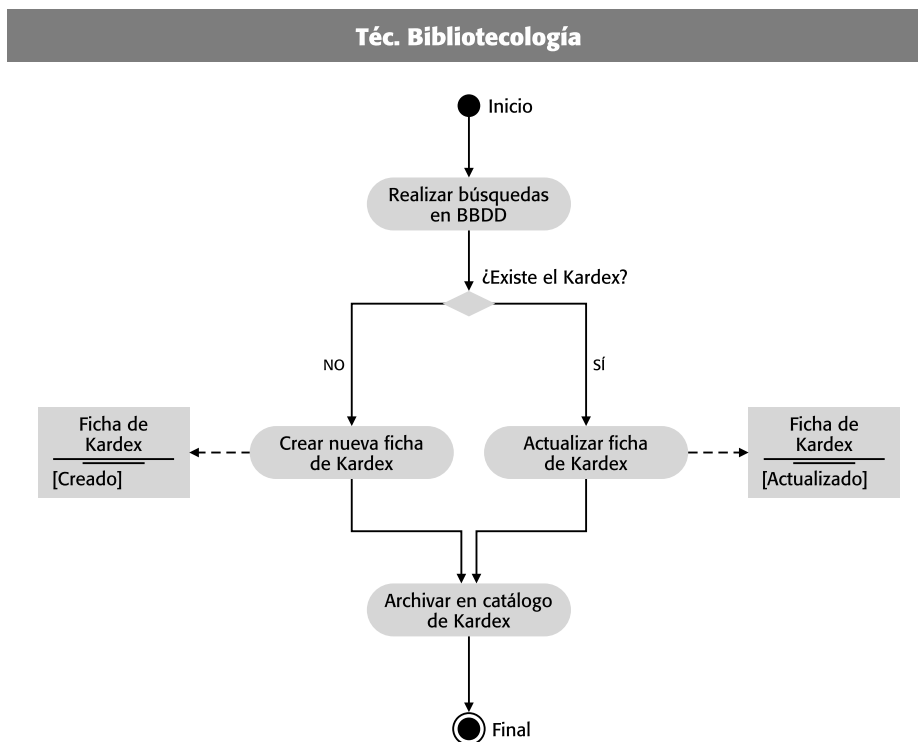 Téc. Bibliotecología
Inicio
Realizar búsquedas
en BBDD
¿Existe el Kardex?
NO
SÍ
Ficha de
Kardex
[Creado]
Crear nueva ficha
de Kardex
Actualizar ficha
de Kardex
Ficha de
Kardex
[Actualizado]
Archivar en catálogo
de Kardex
Final